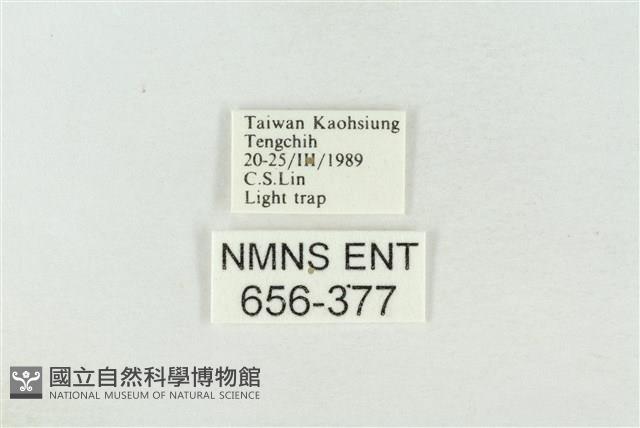 Taiwan Kaohsiung
Tengchih
20-25/III/1989
C.S.Lin
Light trap
NMNS ENT
656-377
國立自然科學博物館
NATIONAL MUSEUM OF NATURAL SCIENCE